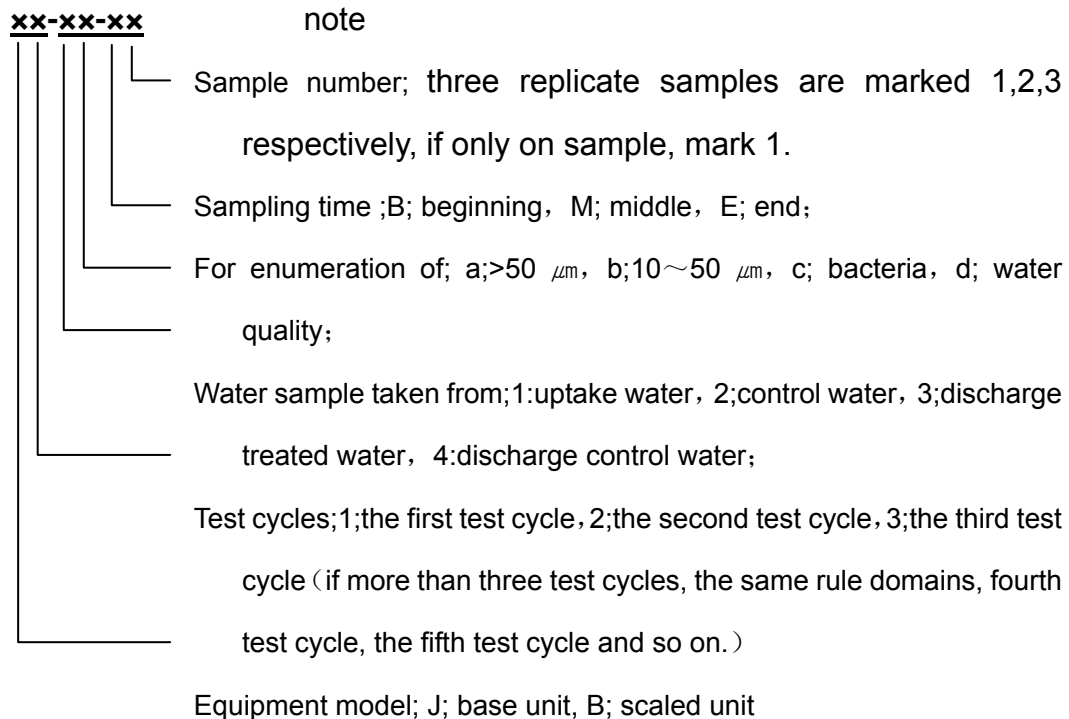 ××-××-×× note
Sample number; three replicate samples are marked 1,2,3
respectively, if only on sample, mark 1.
Sampling time ;B; beginning，M; middle，E; end；
For enumeration of; a;>50 ㎛，b;10～50 ㎛，c; bacteria，d; water
quality；
Water sample taken from;1:uptake water，2;control water，3;discharge
treated water，4:discharge control water；
Test cycles;1;the first test cycle，2;the second test cycle，3;the third test
cycle（if more than three test cycles, the same rule domains, fourth
test cycle, the fifth test cycle and so on.）
Equipment model; J; base unit, B; scaled unit